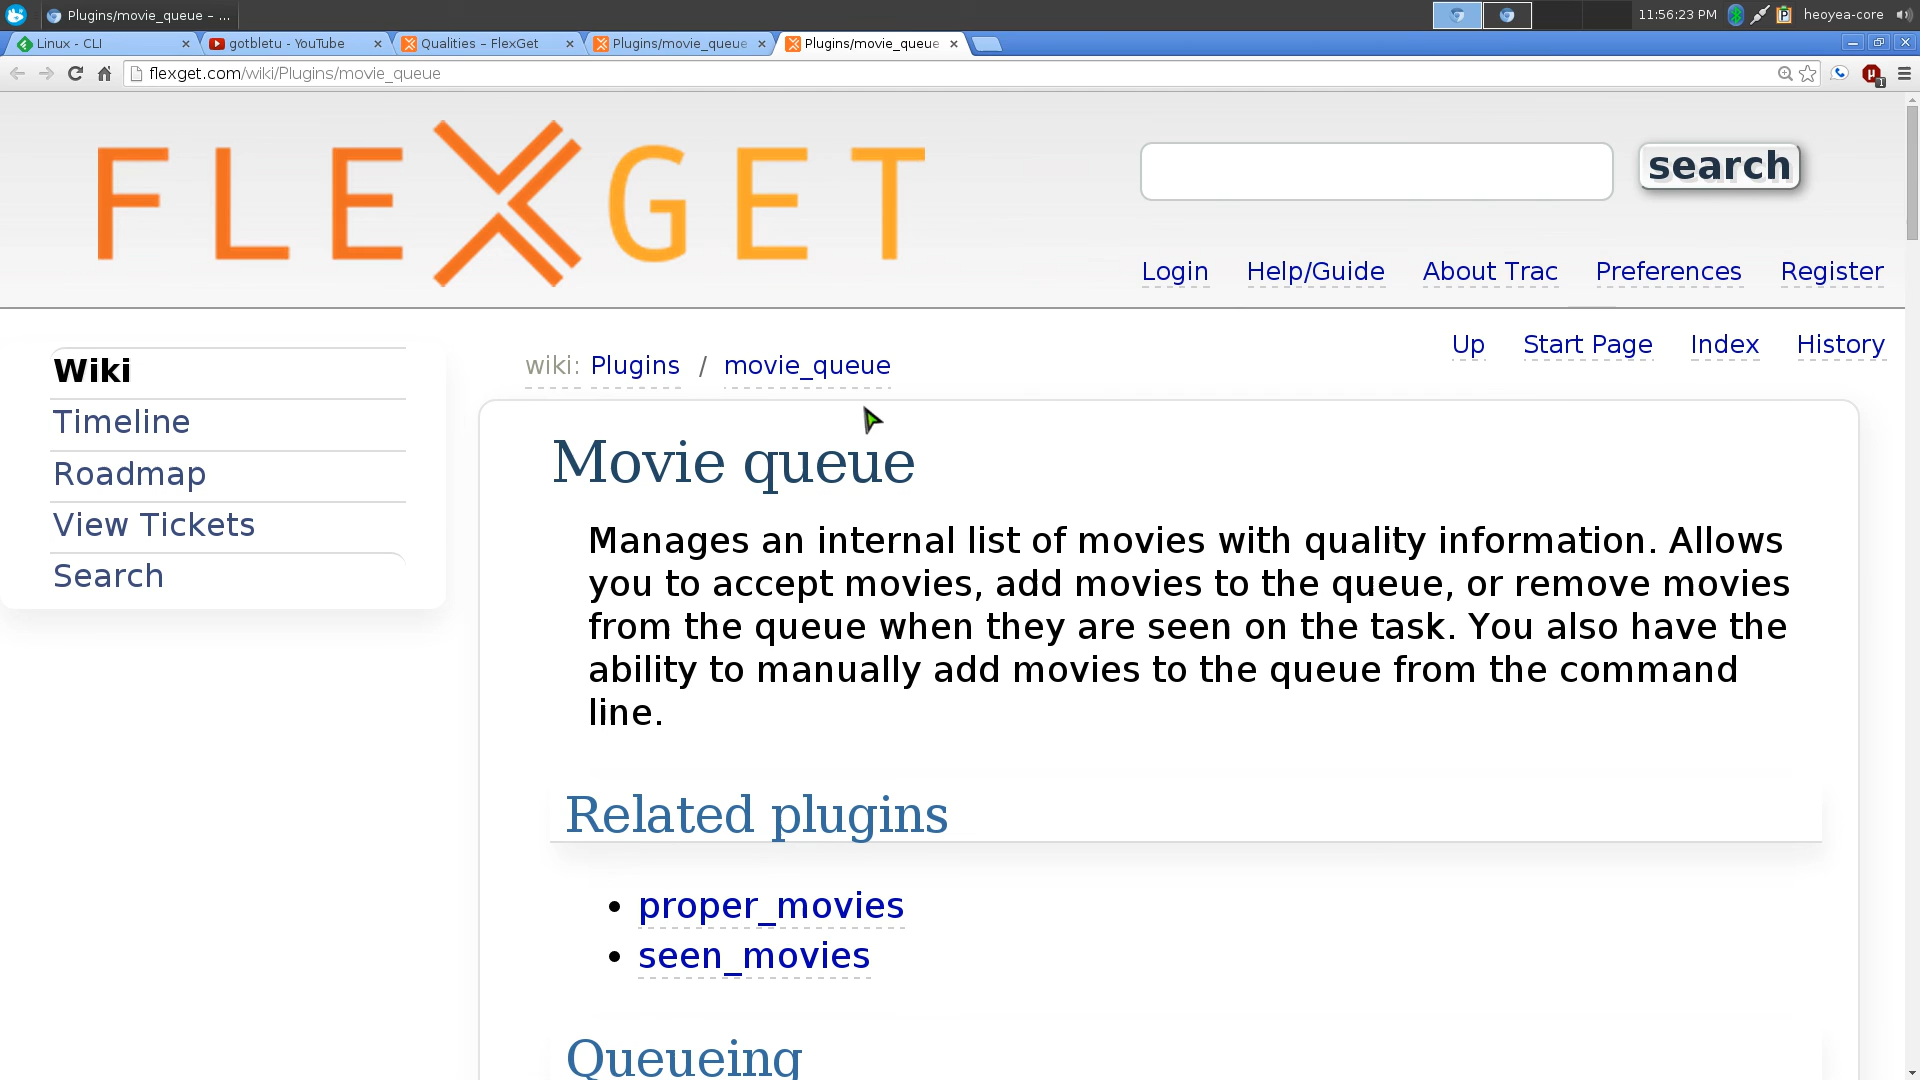 Plugins/movie_queue – ...
11:56:23 PM
heoyea-core
Linux - CLI
gotbletu - YouTube
Qualities – FlexGet
Plugins/movie_queue
Plugins/movie_queue
flexget.com/wiki/Plugins/movie_queue
1
FLEXGET
search
Login Help/Guide About Trac Preferences Register
Up Start Page Index History
Wiki
Timeline
Roadmap
View Tickets
Search
wiki: Plugins / movie_queue
Movie queue
Manages an internal list of movies with quality information. Allows
you to accept movies, add movies to the queue, or remove movies
from the queue when they are seen on the task. You also have the
ability to manually add movies to the queue from the command
line.
Related plugins
• proper_movies
• seen_movies
Queueing